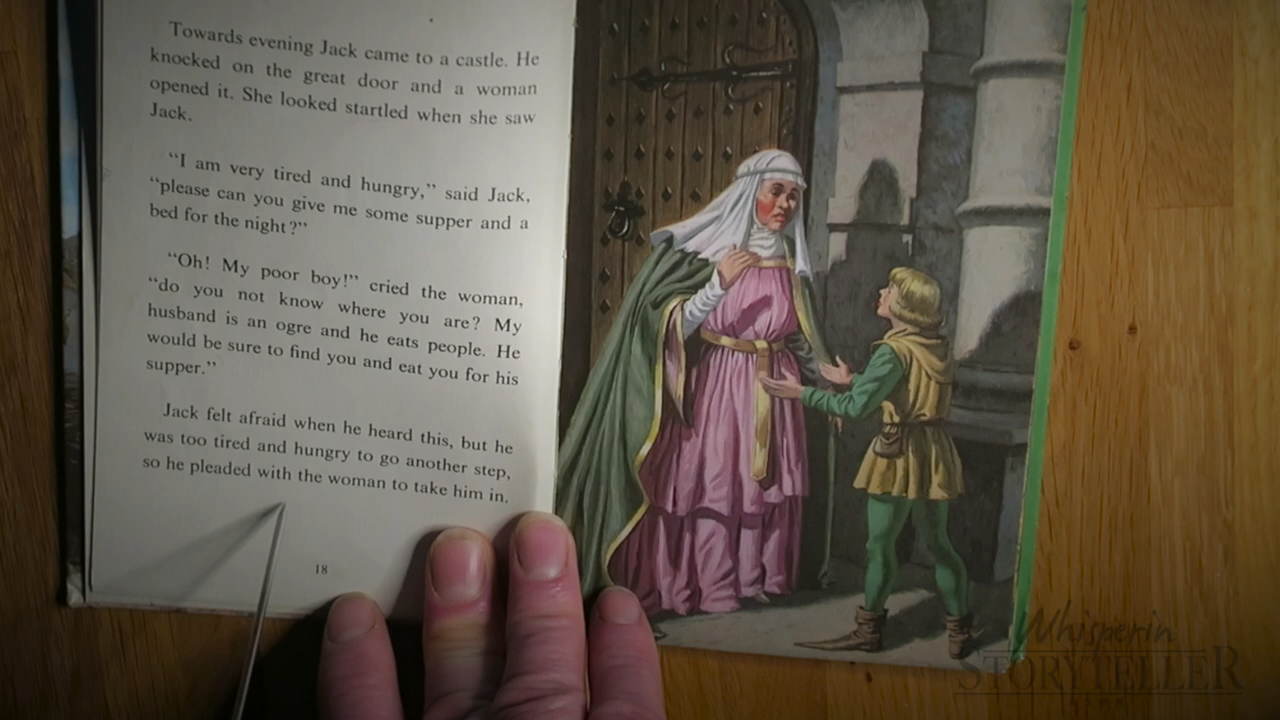 Towards evening Jack came to a castle. He
knocked on the great door and a woman
opened it. She looked startled when she saw
Jack.
“I am very tired and hungry,” said Jack,
“please can you give me some supper and a
bed for the night?”
“Oh! My poor boy!” cried the woman,
“do you not know where you are? My
husband is an ogre and he eats people. He
would be sure to find you and eat you for his
supper.”
Jack felt afraid when he heard this, but he
was too tired and hungry to go another step,
so he pleaded with the woman to take him in.
18
Whisperin
STORYTELLER